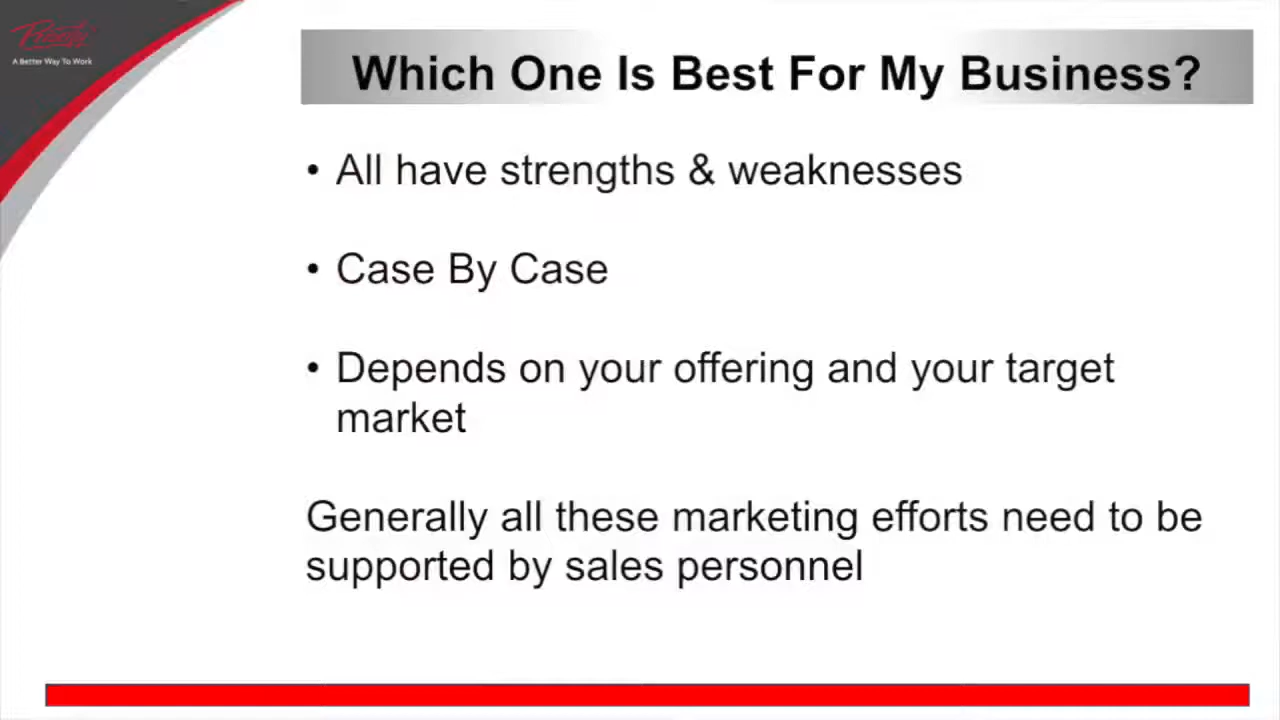 A Better Way To Work
Which One Is Best For My Business?
• All have strengths & weaknesses
• Case By Case
• Depends on your offering and your target
market
Generally all these marketing efforts need to be
supported by sales personnel